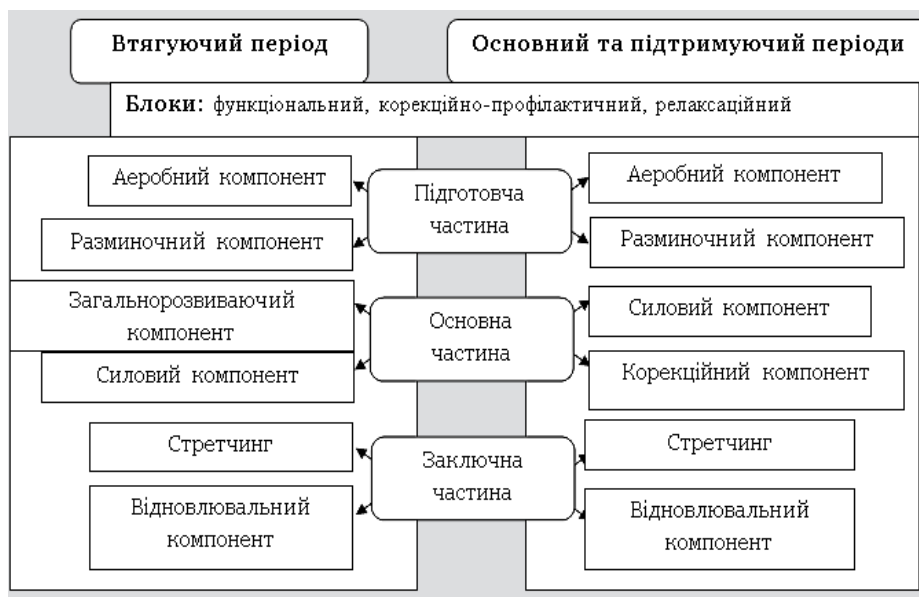 Втягуючий період
Основний та підтримуючий періоди
Блоки: функціональний, корекційно-профілактичний, релаксаційний
Аеробний компонент
Підготовча
частина
Аеробний компонент
Разминочний компонент
Разминочний компонент
Загальнорозвиваючий
компонент
Основна
частина
Силовий компонент
Силовий компонент
Корекційний компонент
Стретчинг
Заключна
частина
Стретчинг
Відновлювальний
компонент
Відновлювальний
компонент